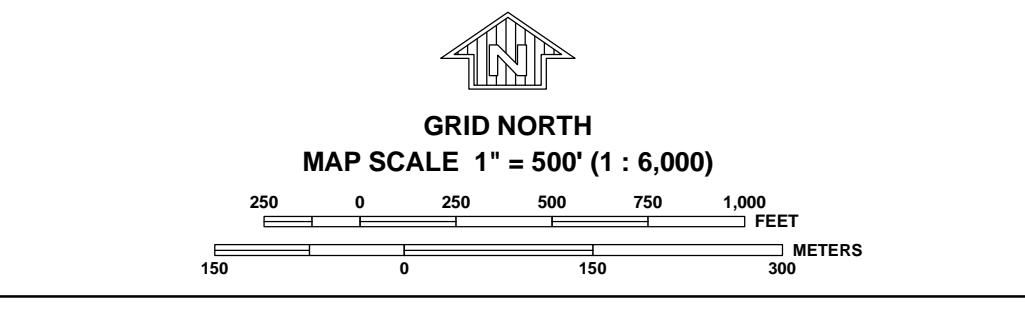 N
GRID NORTH
MAP SCALE 1" = 500' (1 : 6,000)
250 0 250 500 750 1,000
FEET
METERS
150 0 150 300